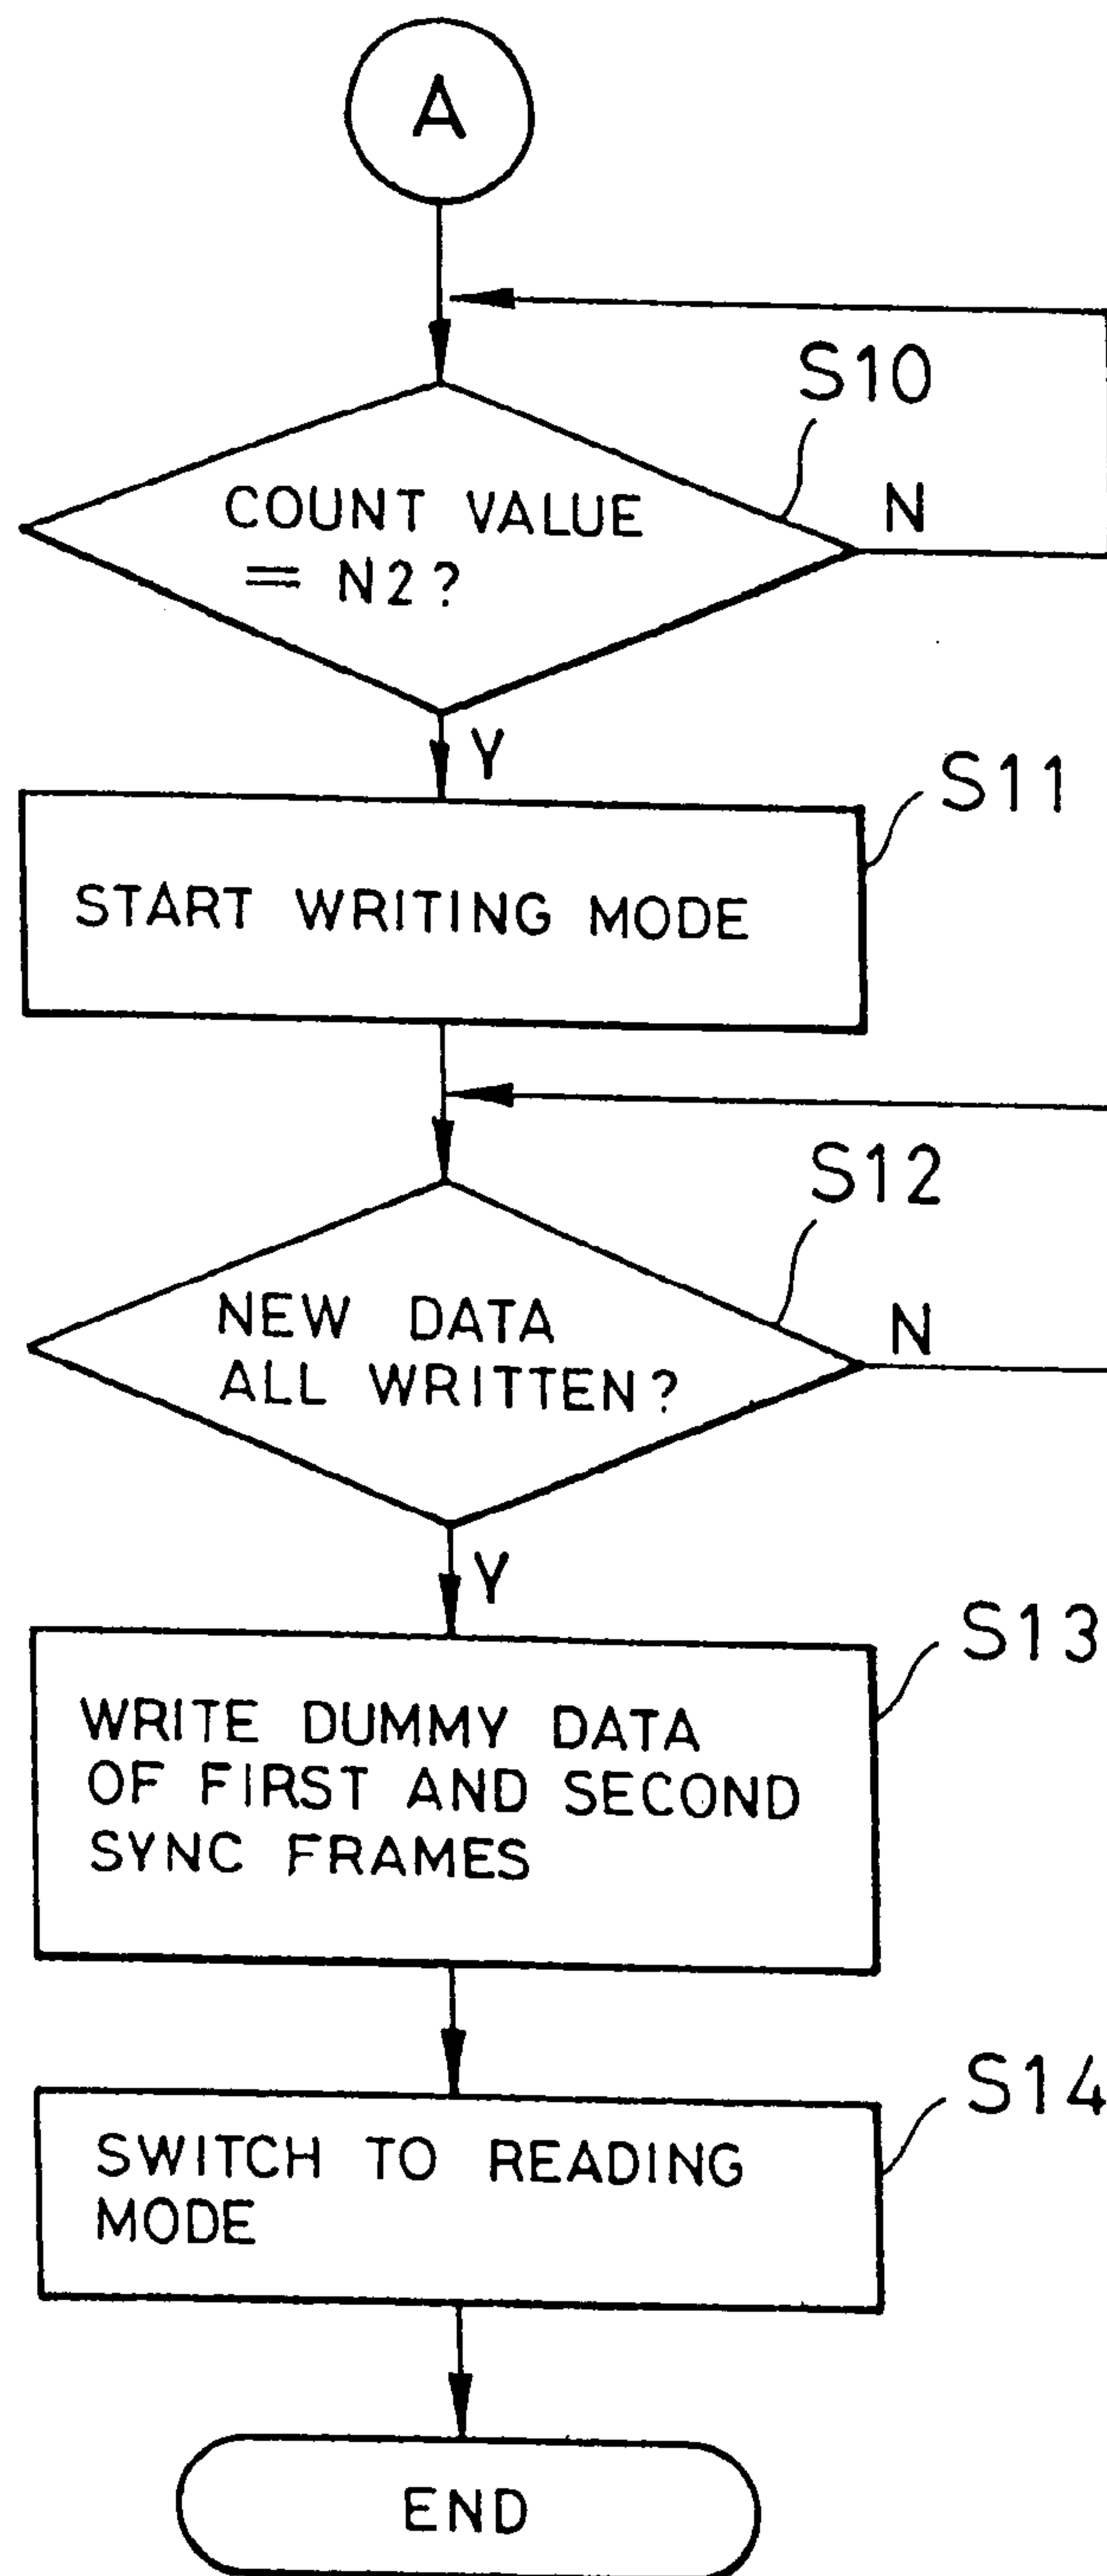 A
S10
COUNT VALUE
= N2?
N
Y
S11
START WRITING MODE
S12
NEW DATA
ALL WRITTEN?
N
Y
S13
WRITE DUMMY DATA
OF FIRST AND SECOND
SYNC FRAMES
S14
SWITCH TO READING
MODE
END